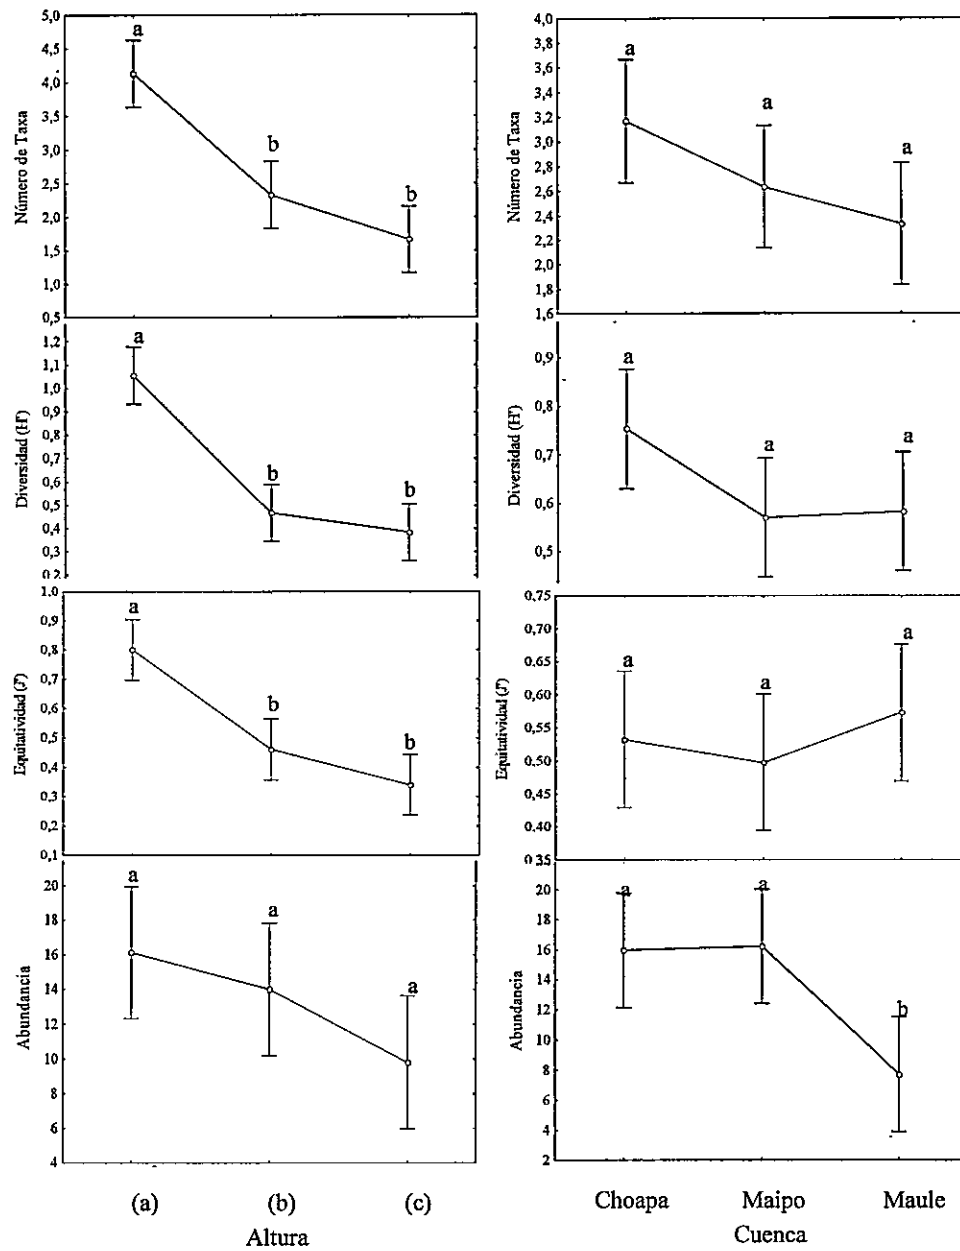 5,0
4,5
4,0
3,5
3,0
2,5
2,0
1,5
1,0
0,5
Número de Taxa
a
b
b
4,0
3,8
3,6
3,4
3,2
3,0
2,8
2,6
2,4
2,2
2,0
1,8
1,6
Número de Taxa
a
a
a
1,2
1,1
1,0
0,9
0,8
0,7
0,6
0,5
0,4
0,3
0,2
Diversidad (H')
a
b
b
0,9
0,8
0,7
0,6
0,5
Diversidad (H')
a
a
a
1,0
0,9
0,8
0,7
0,6
0,5
0,4
0,3
0,2
0,1
Equitatividad (J')
a
b
b
0,75
0,70
0,65
0,60
0,55
0,50
0,45
0,40
0,35
Equitatividad (J')
a
a
a
20
18
16
14
12
10
8
6
4
Abundancia
a
a
a
20
18
16
14
12
10
8
6
4
2
Abundancia
a
a
b
(a) (b) (c)
Altura
Choapa Maipo Maule
Cuenca